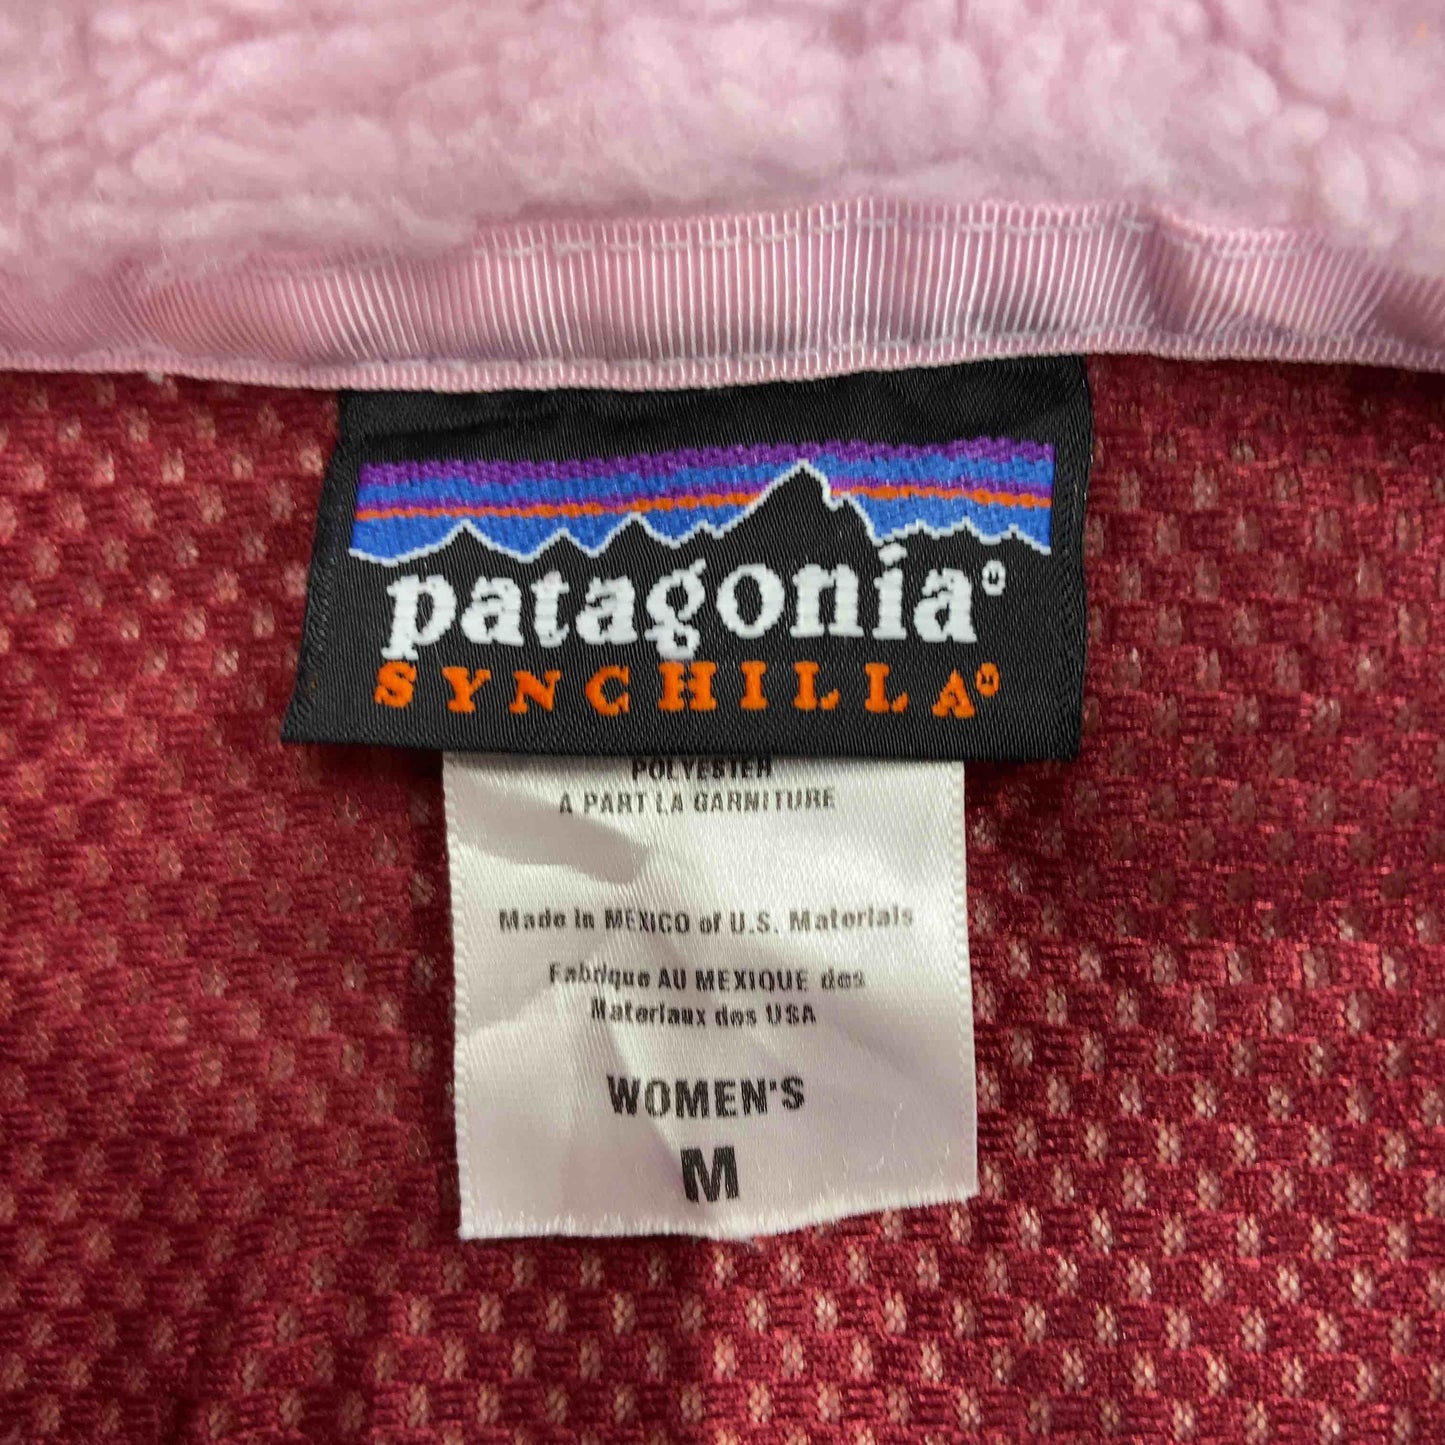 patagonia®
SYNCHILLA®
POLYESTER
A PART LA GARNITURE
Made in MEXICO of U.S. Materials
Fabrique AU MEXIQUE des
Materiaux des USA
WOMEN'S
M